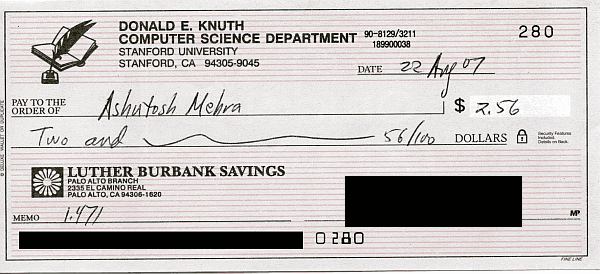 DONALD E. KNUTH
COMPUTER SCIENCE DEPARTMENT 90-8129/3211 280
STANFORD UNIVERSITY 189900038
STANFORD, CA 94305-9045
DATE 22 Aug 07
PAY TO THE
ORDER OF Ashutosh Mehra $ 2.56
Two and 56/100 DOLLARS Security Features Included. Details on Back.
LUTHER BURBANK SAVINGS
PALO ALTO BRANCH
2335 EL CAMINO REAL
PALO ALTO, CA 94306-1620
MEMO 1.471 MP
0280
FINE LINE